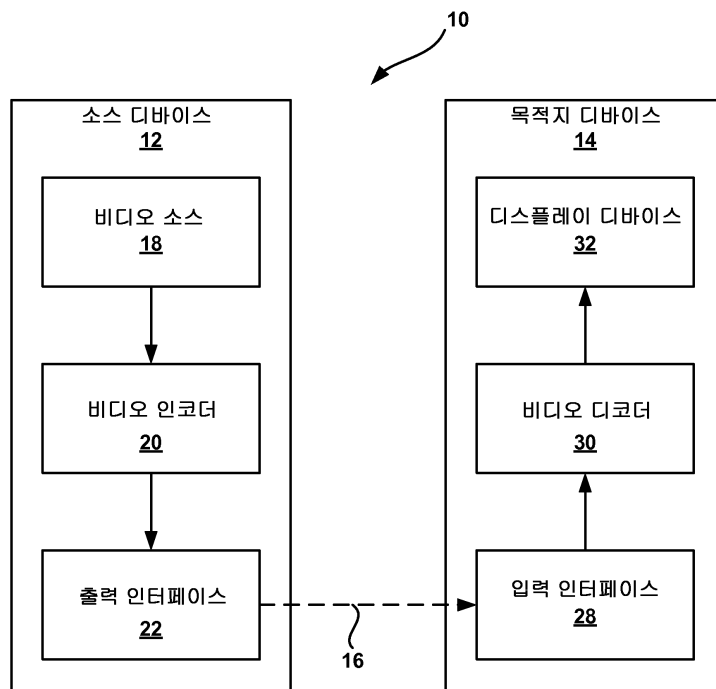 10
소스 디바이스
12
비디오 소스
18
비디오 인코더
20
출력 인터페이스
22
16
목적지 디바이스
14
디스플레이 디바이스
32
비디오 디코더
30
입력 인터페이스
28